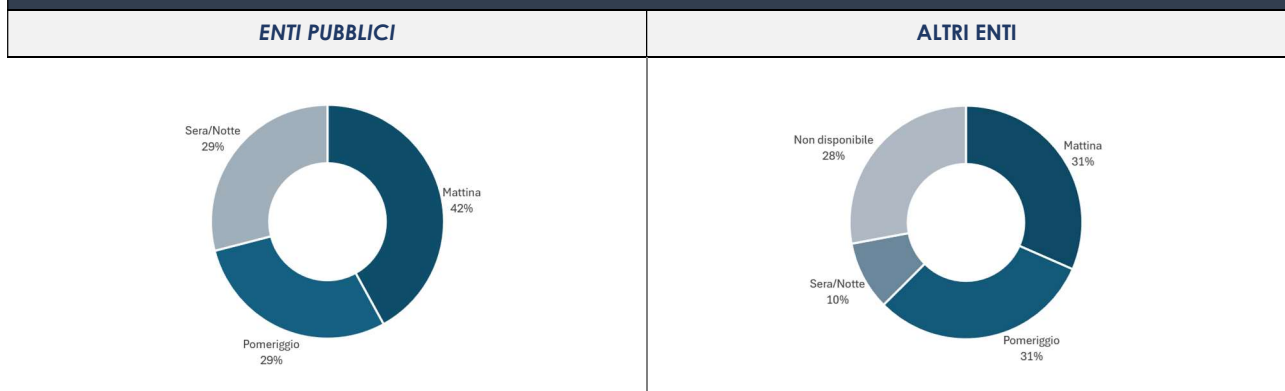 ENTI PUBBLICI
ALTRI ENTI
Sera/Notte
29%
Mattina
42%
Pomeriggio
29%
Non disponibile
28%
Mattina
31%
Sera/Notte
10%
Pomeriggio
31%